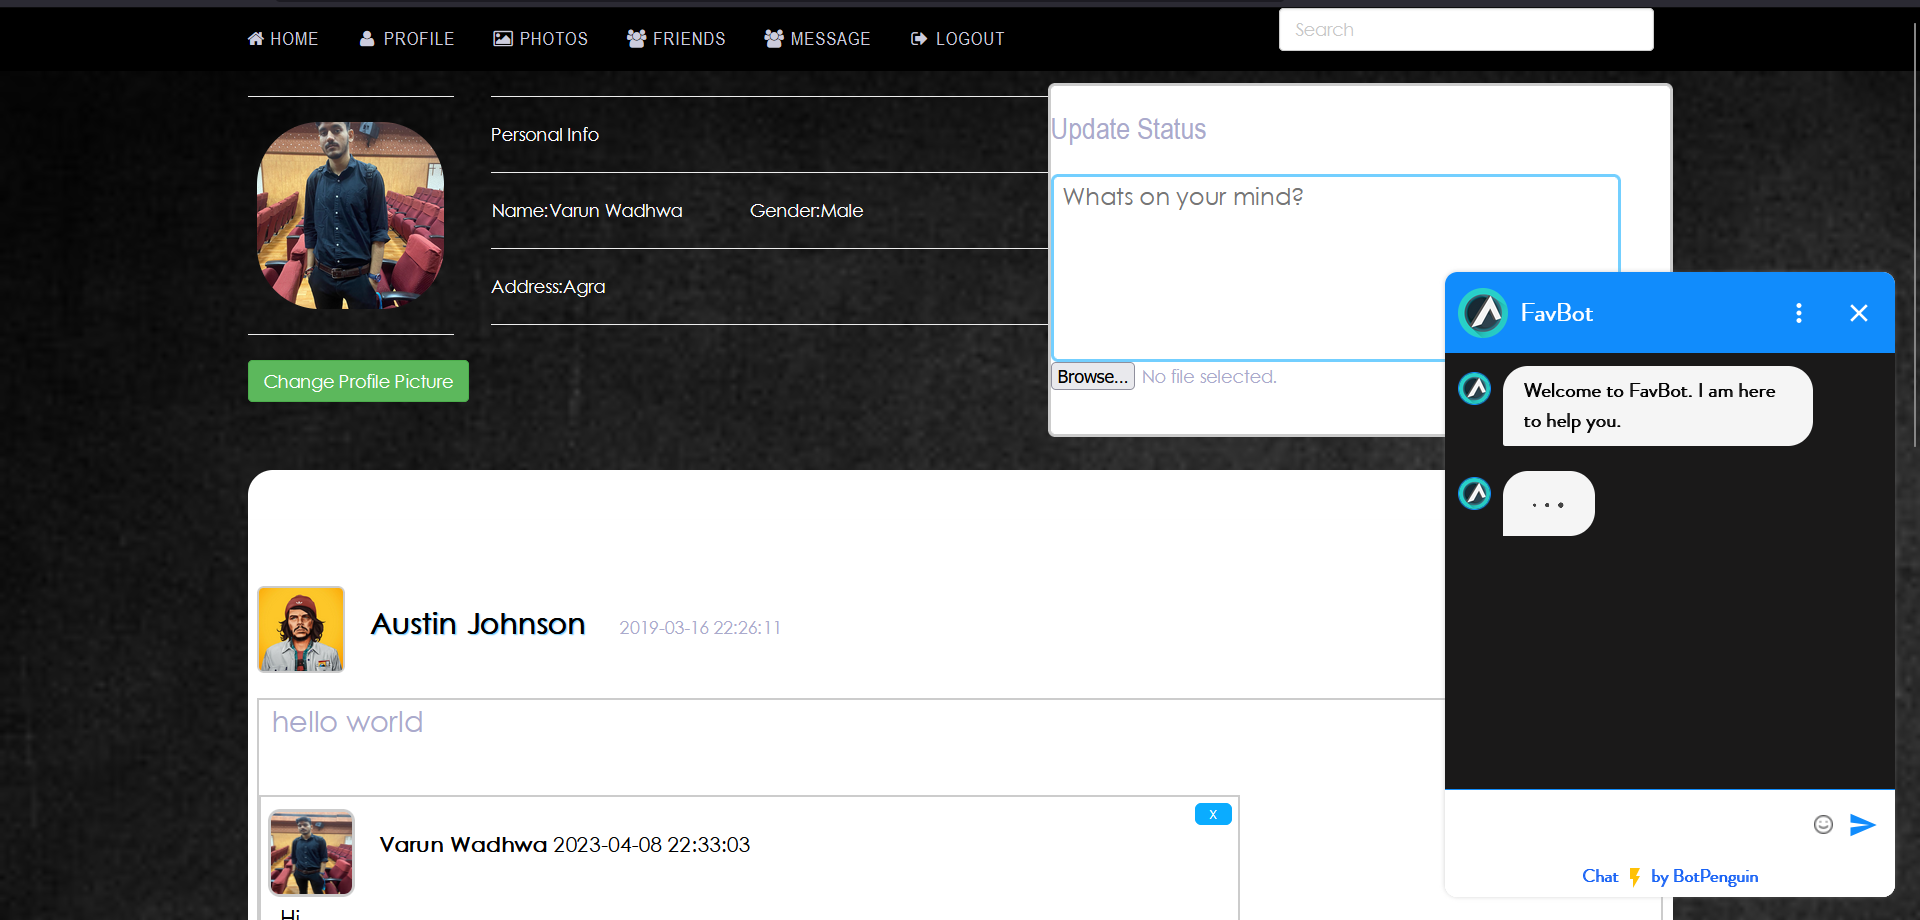 HOME PROFILE PHOTOS FRIENDS MESSAGE LOGOUT Search
Personal Info
Name:Varun Wadhwa Gender:Male
Address:Agra
Change Profile Picture
Update Status
Whats on your mind?
Browse... No file selected.
Austin Johnson 2019-03-16 22:26:11
hello world
x
Varun Wadhwa 2023-04-08 22:33:03
Hi
FavBot
Welcome to FavBot. I am here
to help you.
Chat by BotPenguin